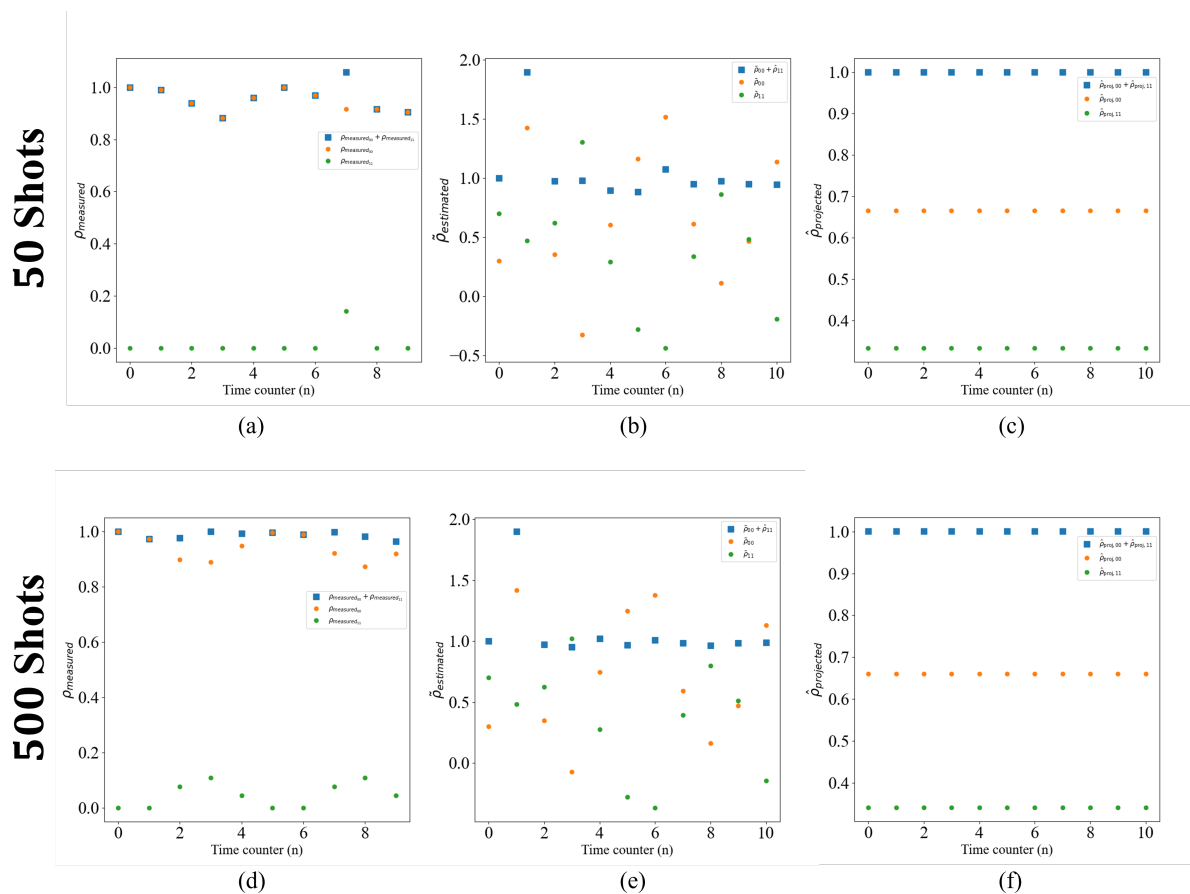 50 Shots
1.0
0.8
0.6
0.4
0.2
0.0
ρmeasured
ρmeasured₀₀ + ρmeasured₁₁
ρmeasured₀₀
ρmeasured₁₁
0 2 4 6 8
Time counter (n)
(a)
2.0
1.5
1.0
0.5
0.0
−0.5
ρ̃estimated
ρ̃₀₀ + ρ̃₁₁
ρ̃₀₀
ρ̃₁₁
0 2 4 6 8 10
Time counter (n)
(b)
1.0
0.9
0.8
0.7
0.6
0.5
0.4
ρ̂projected
ρ̂proj, 00 + ρ̂proj, 11
ρ̂proj, 00
ρ̂proj, 11
0 2 4 6 8 10
Time counter (n)
(c)
500 Shots
1.0
0.8
0.6
0.4
0.2
0.0
ρmeasured
ρmeasured₀₀ + ρmeasured₁₁
ρmeasured₀₀
ρmeasured₁₁
0 2 4 6 8
Time counter (n)
(d)
2.0
1.5
1.0
0.5
0.0
ρ̃estimated
ρ̃₀₀ + ρ̃₁₁
ρ̃₀₀
ρ̃₁₁
0 2 4 6 8 10
Time counter (n)
(e)
1.0
0.9
0.8
0.7
0.6
0.5
0.4
ρ̂projected
ρ̂proj, 00 + ρ̂proj, 11
ρ̂proj, 00
ρ̂proj, 11
0 2 4 6 8 10
Time counter (n)
(f)